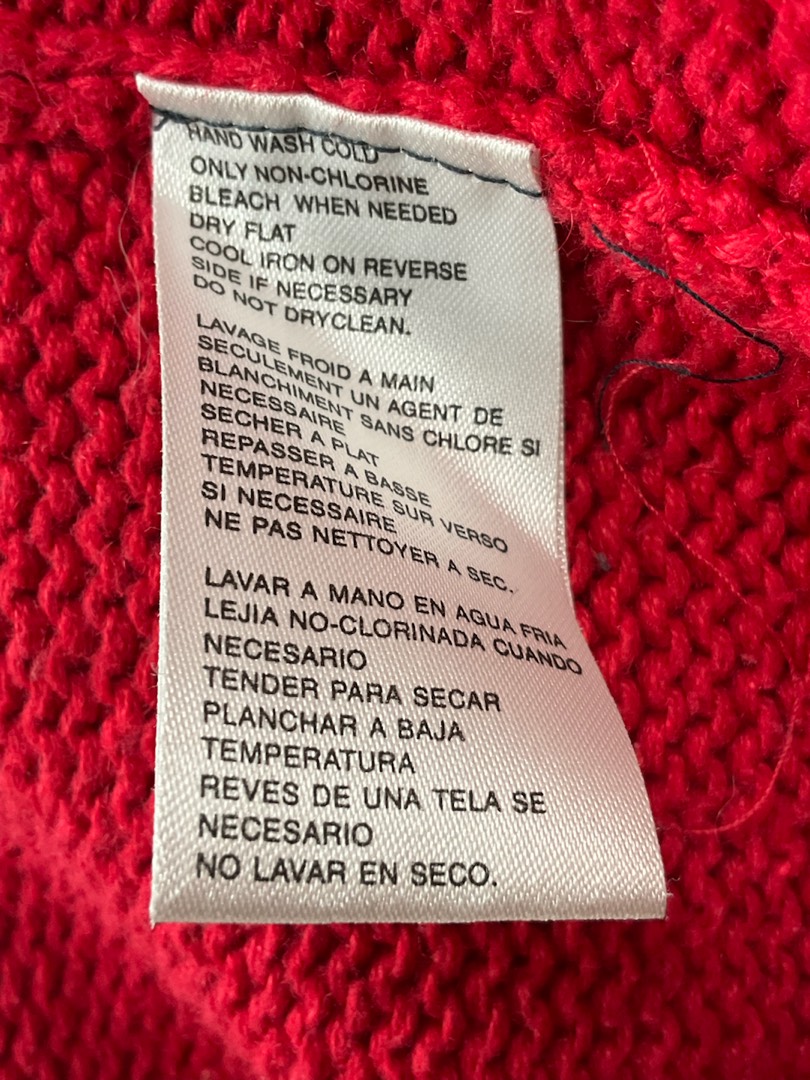 HAND WASH COLD
ONLY NON-CHLORINE
BLEACH WHEN NEEDED
DRY FLAT
COOL IRON ON REVERSE
SIDE IF NECESSARY
DO NOT DRYCLEAN.
LAVAGE FROID A MAIN
SECULEMENT UN AGENT DE
BLANCHIMENT SANS CHLORE SI
NECESSAIRE
SECHER A PLAT
REPASSER A BASSE
TEMPERATURE SUR VERSO
SI NECESSAIRE
NE PAS NETTOYER A SEC.
LAVAR A MANO EN AGUA FRIA
LEJIA NO-CLORINADA CUANDO
NECESARIO
TENDER PARA SECAR
PLANCHAR A BAJA
TEMPERATURA
REVES DE UNA TELA SE
NECESARIO
NO LAVAR EN SECO.